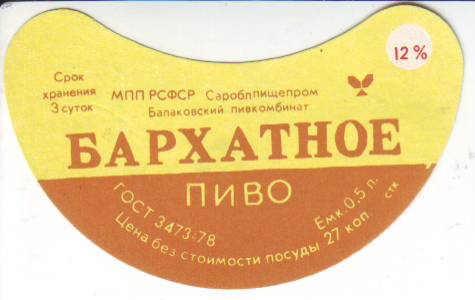 12 %
Срок
хранения
3 суток
МПП РСФСР Сароблпищепром
Балаковский пивкомбинат
БАРХАТНОЕ
ПИВО
ГОСТ 3473-78
Емк. 0,5 л.
Цена без стоимости посуды 27 коп.
стк